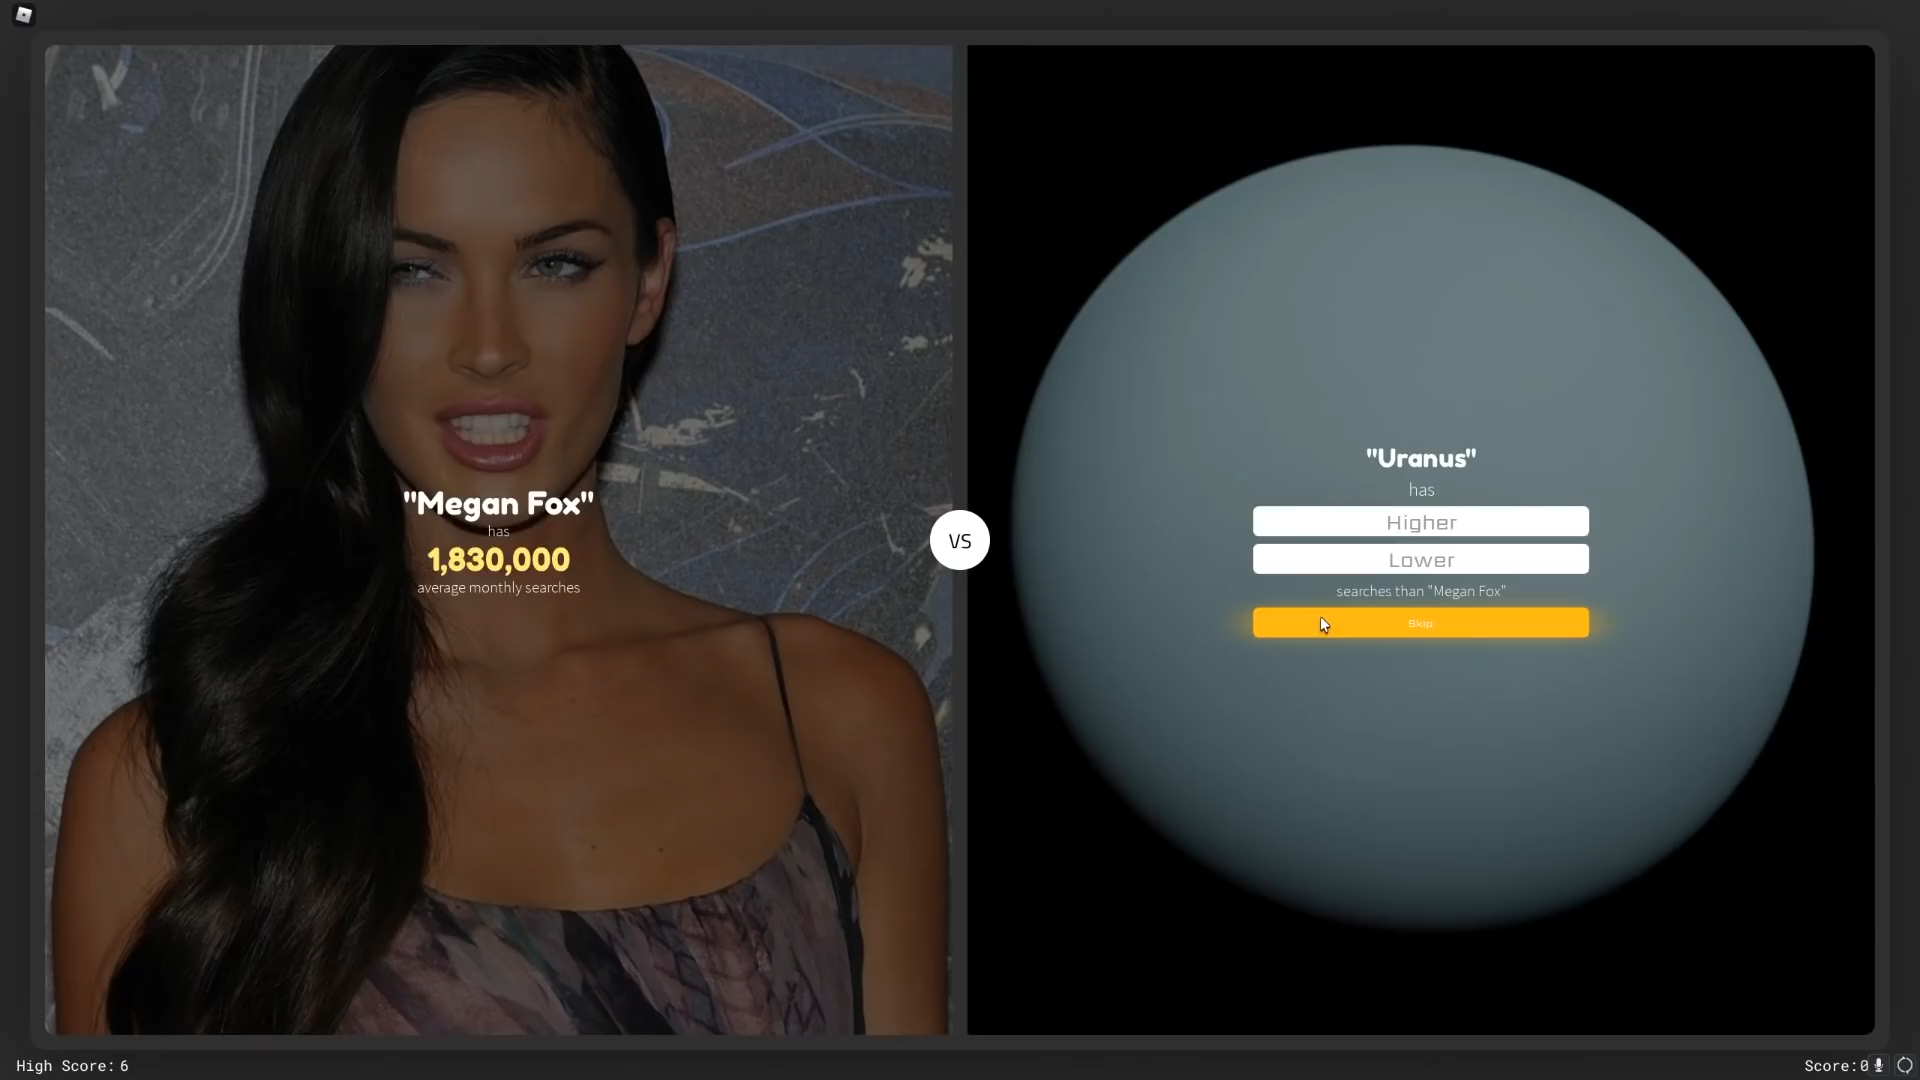 "Megan Fox"
has
1,830,000
average monthly searches
VS
"Uranus"
has
Higher
Lower
searches than "Megan Fox"
Skip
High Score: 6
Score:0